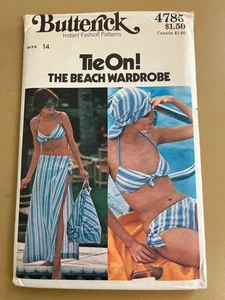 Butterick
Instant Fashion Patterns
4785
$1.50
Canada $1.60
SIZE 14
Tie On!
THE BEACH WARDROBE